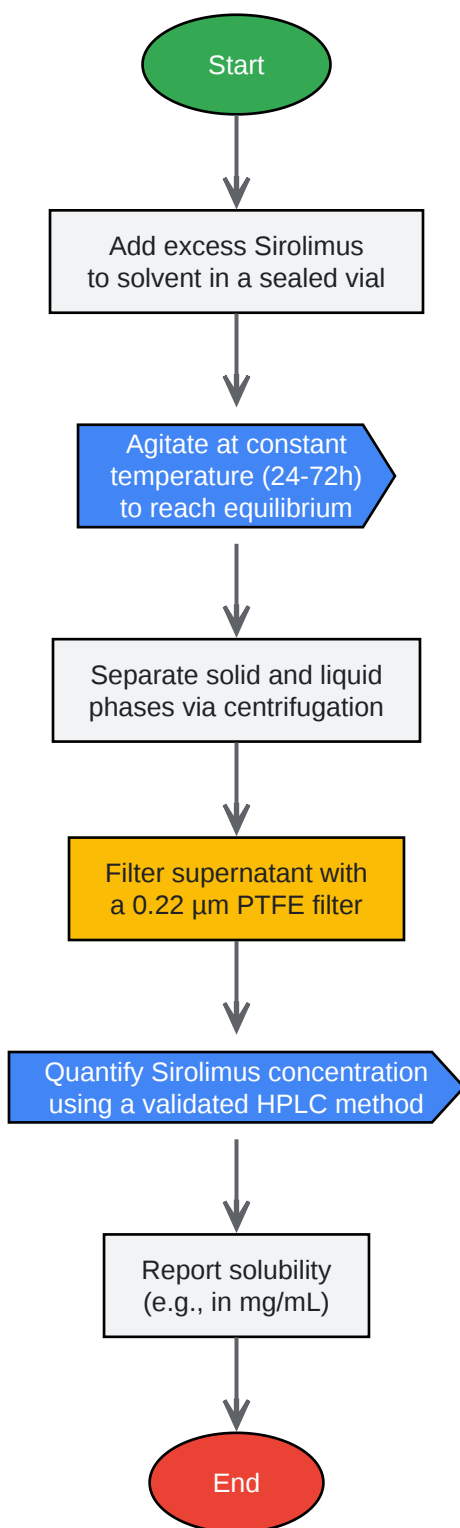 Start
Add excess Sirolimus
to solvent in a sealed vial
Agitate at constant
temperature (24-72h)
to reach equilibrium
Separate solid and liquid
phases via centrifugation
Filter supernatant with
a 0.22 µm PTFE filter
Quantify Sirolimus concentration
using a validated HPLC method
Report solubility
(e.g., in mg/mL)
End